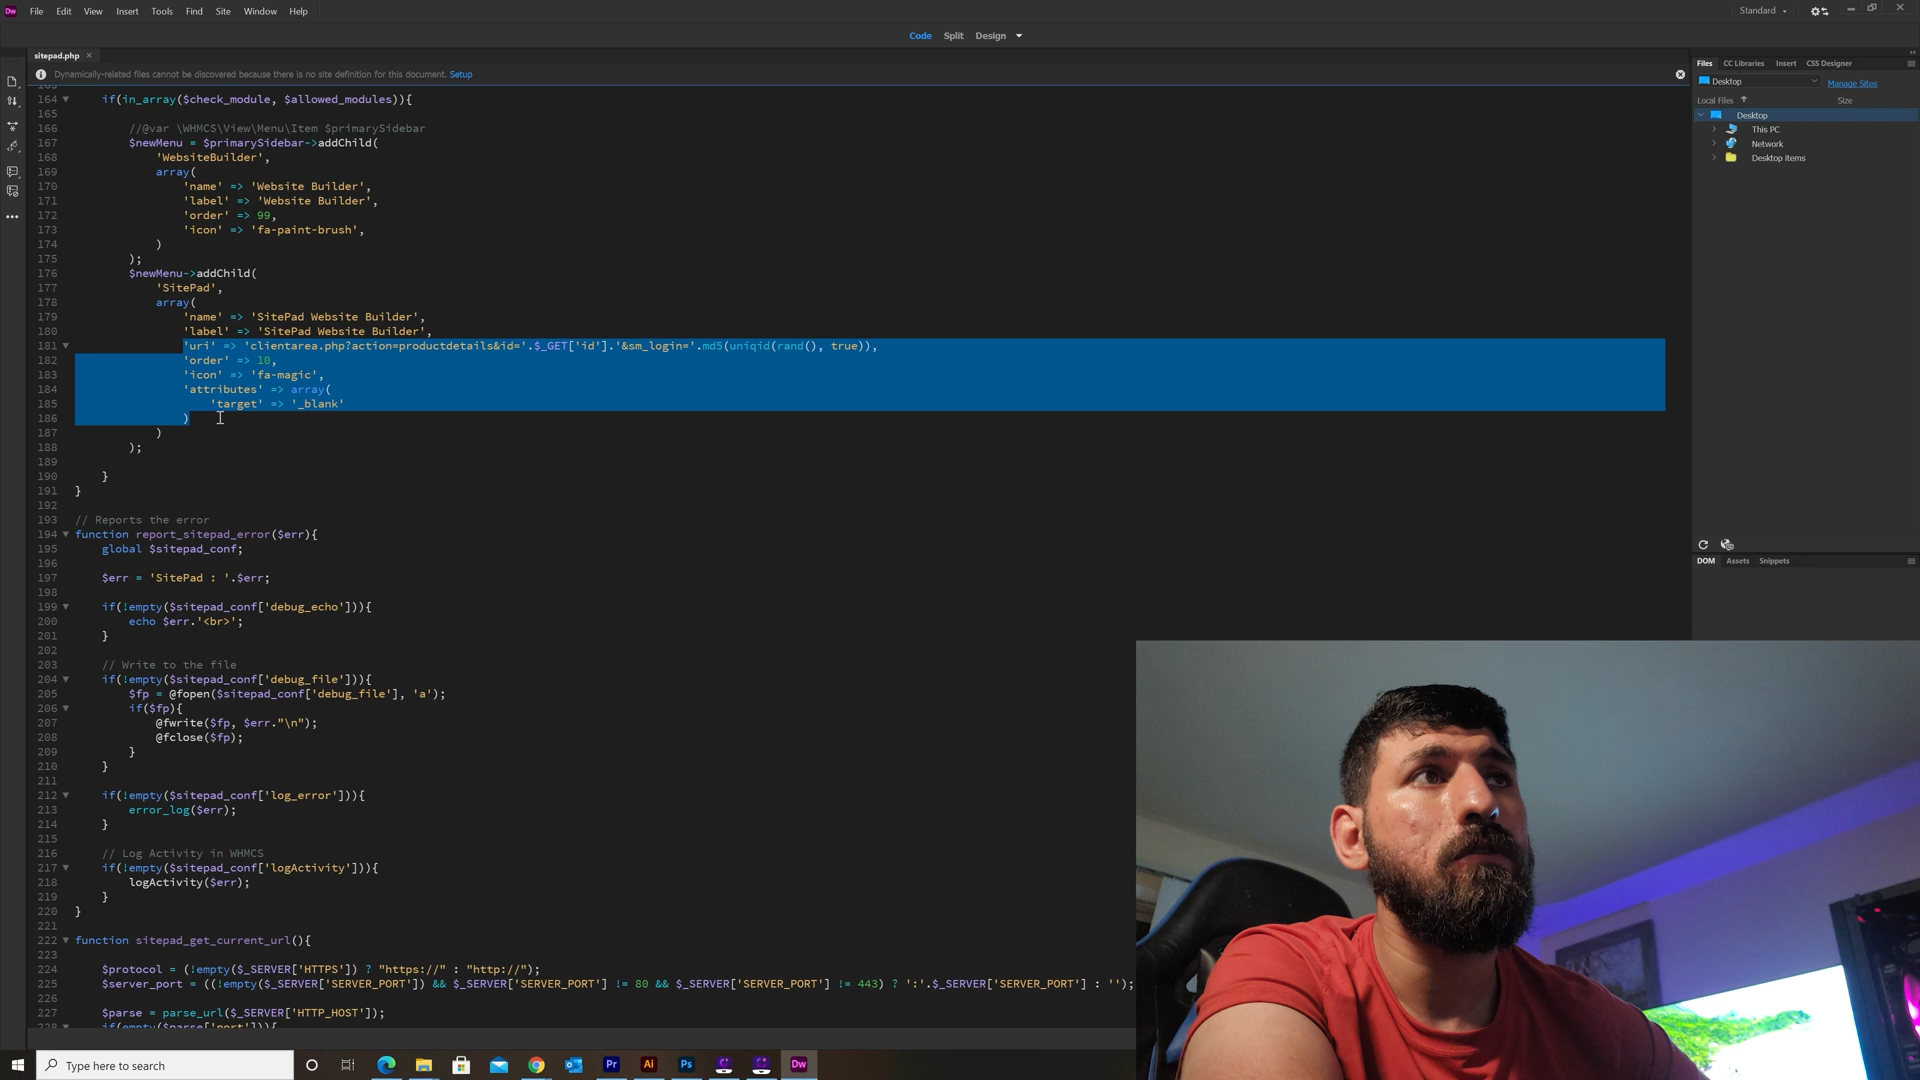 Dw File Edit View Insert Tools Find Site Window Help
Standard
Code Split Design
sitepad.php
Dynamically-related files cannot be discovered because there is no site definition for this document. Setup
164 if(in_array($check_module, $allowed_modules)){
165
166 //@var \WHMCS\View\Menu\Item $primarySidebar
167 $newMenu = $primarySidebar->addChild(
168 'WebsiteBuilder',
169 array(
170 'name' => 'Website Builder',
171 'label' => 'Website Builder',
172 'order' => 99,
173 'icon' => 'fa-paint-brush',
174 )
175 );
176 $newMenu->addChild(
177 'SitePad',
178 array(
179 'name' => 'SitePad Website Builder',
180 'label' => 'SitePad Website Builder',
181 'uri' => 'clientarea.php?action=productdetails&id='.$_GET['id'].'&sm_login='.md5(uniqid(rand(), true)),
182 'order' => 10,
183 'icon' => 'fa-magic',
184 'attributes' => array(
185 'target' => '_blank'
186 )
187 )
188 );
189
190 }
191 }
192
193 // Reports the error
194 function report_sitepad_error($err){
195 global $sitepad_conf;
196
197 $err = 'SitePad : '.$err;
198
199 if(!empty($sitepad_conf['debug_echo'])){
200 echo $err.'<br>';
201 }
202
203 // Write to the file
204 if(!empty($sitepad_conf['debug_file'])){
205 $fp = @fopen($sitepad_conf['debug_file'], 'a');
206 if($fp){
207 @fwrite($fp, $err."\n");
208 @fclose($fp);
209 }
210 }
211
212 if(!empty($sitepad_conf['log_error'])){
213 error_log($err);
214 }
215
216 // Log Activity in WHMCS
217 if(!empty($sitepad_conf['logActivity'])){
218 logActivity($err);
219 }
220 }
221
222 function sitepad_get_current_url(){
223
224 $protocol = (!empty($_SERVER['HTTPS']) ? "https://" : "http://");
225 $server_port = ((!empty($_SERVER['SERVER_PORT']) && $_SERVER['SERVER_PORT'] != 80 && $_SERVER['SERVER_PORT'] != 443) ? ':'.$_SERVER['SERVER_PORT'] : '');
226
227 $parse = parse_url($_SERVER['HTTP_HOST']);
228 if(empty($parse['port'])){
Files CC Libraries Insert CSS Designer
Desktop Manage Sites
Local Files Size
Desktop
This PC
Network
Desktop items
DOM Assets Snippets
Type here to search
Pr Ai Ps Dw